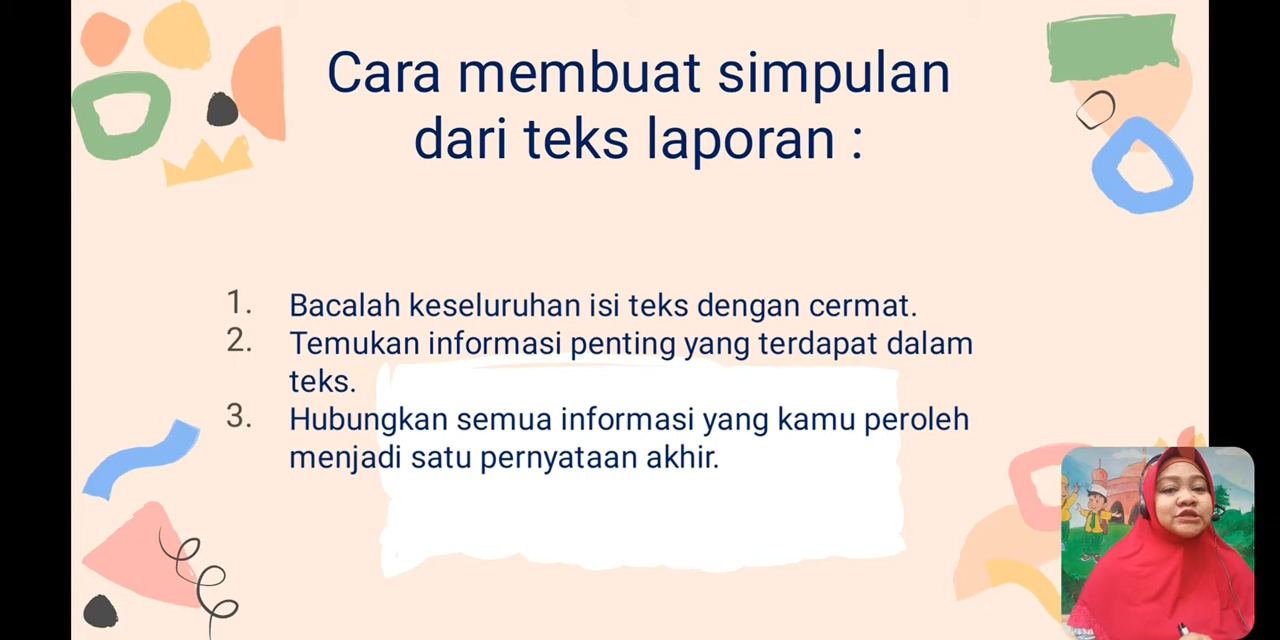 Cara membuat simpulan
dari teks laporan :
1. Bacalah keseluruhan isi teks dengan cermat.
2. Temukan informasi penting yang terdapat dalam
teks.
3. Hubungkan semua informasi yang kamu peroleh
menjadi satu pernyataan akhir.